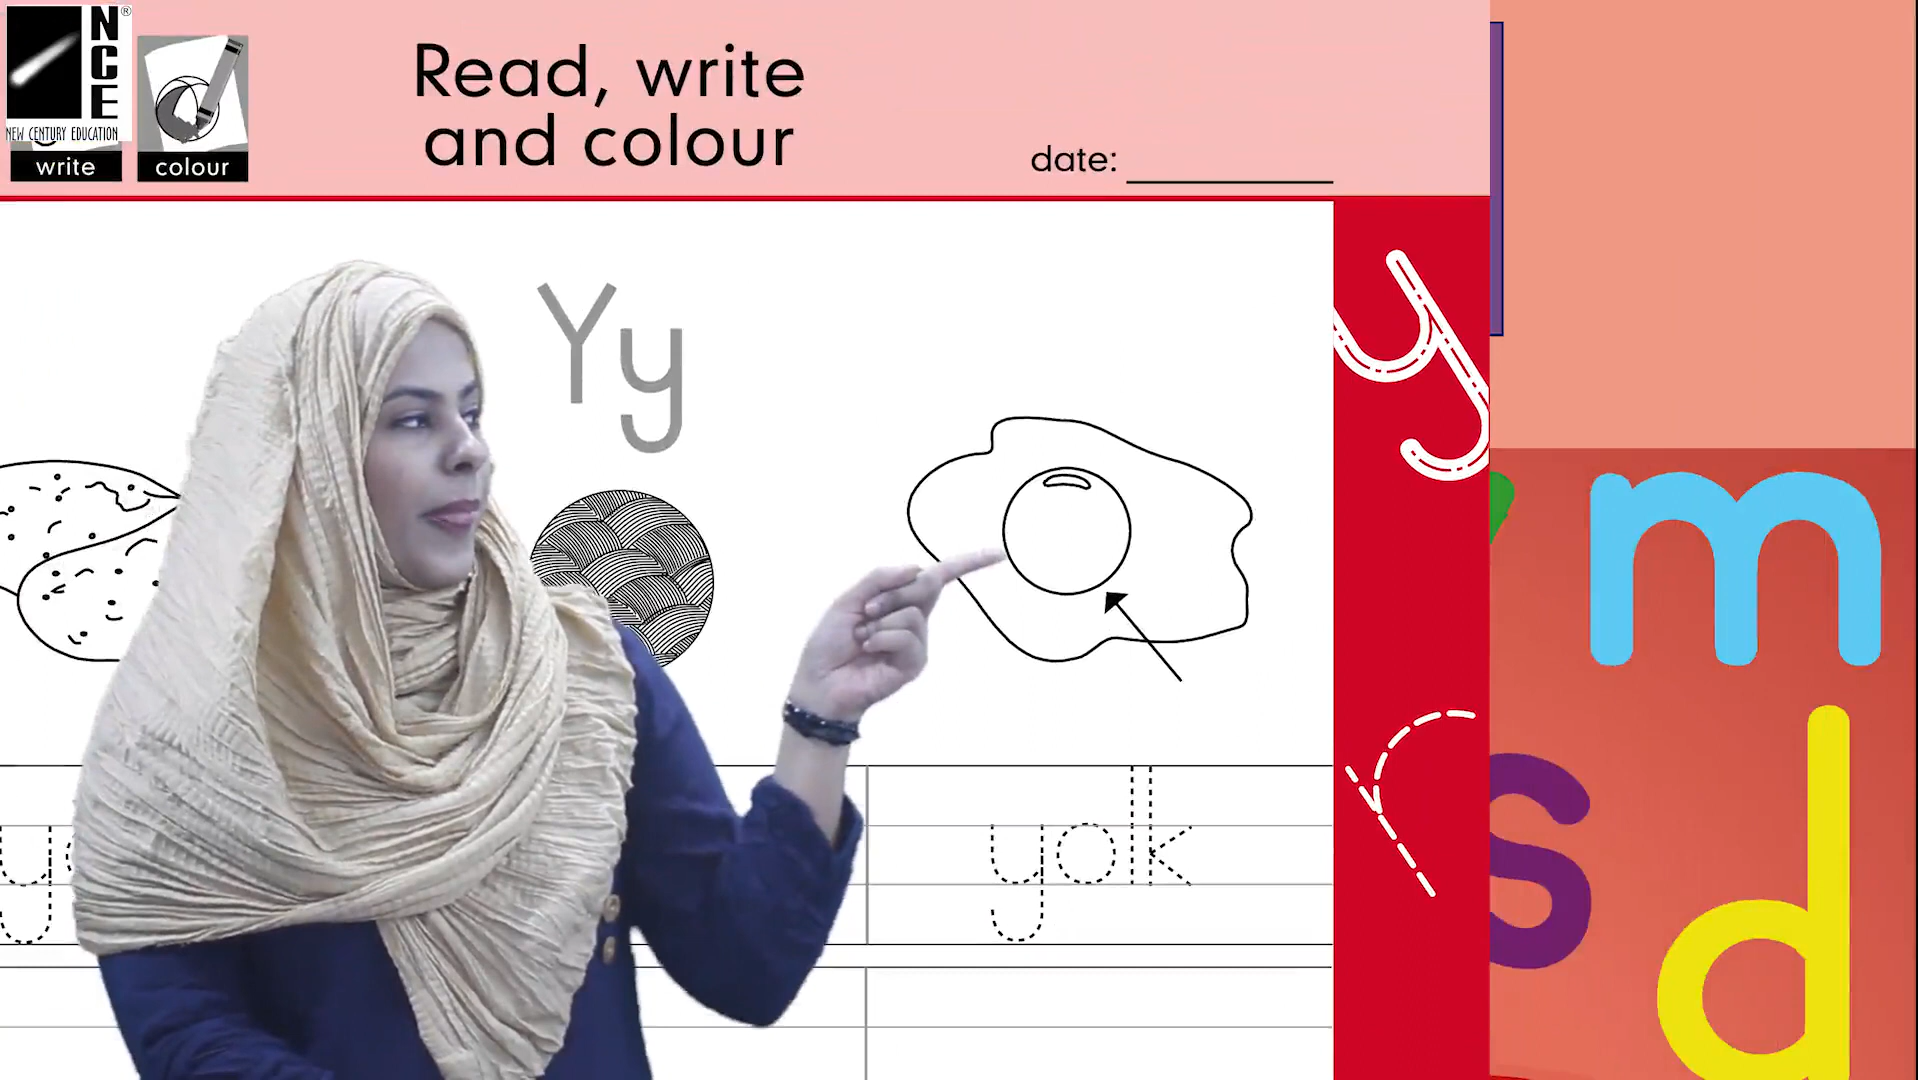 NCE
NEW CENTURY EDUCATION
write
colour
Read, write
and colour
date:
Yy
y
yolk
r
m
s
d